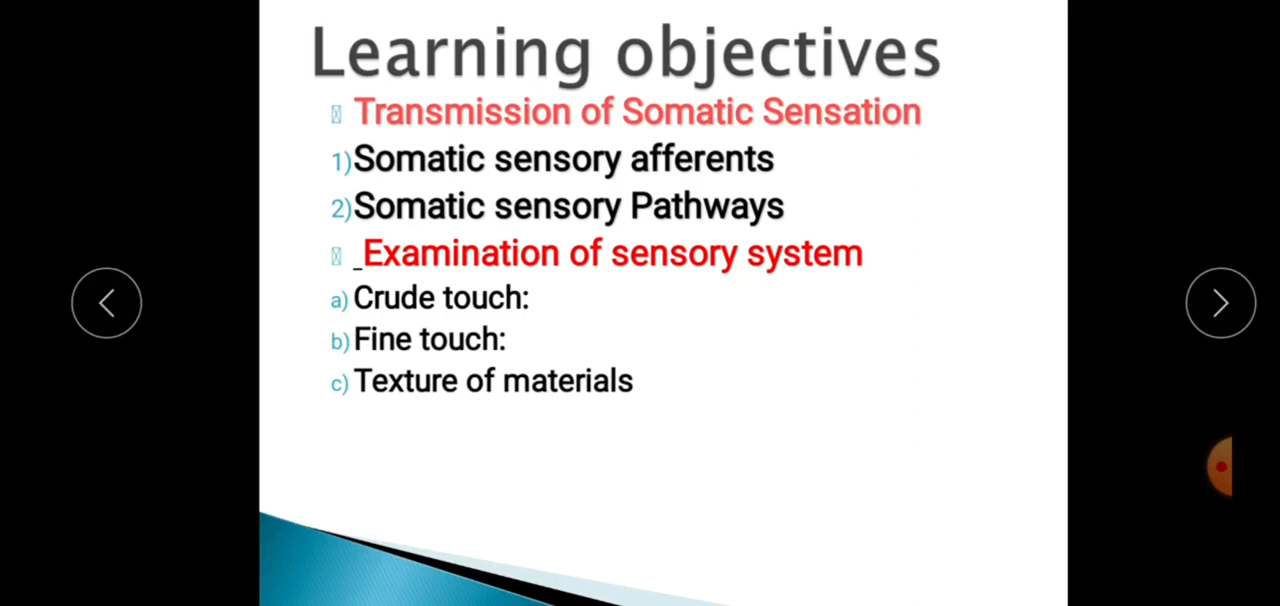 Learning objectives
Transmission of Somatic Sensation
1) Somatic sensory afferents
2) Somatic sensory Pathways
_Examination of sensory system
a) Crude touch:
b) Fine touch:
c) Texture of materials